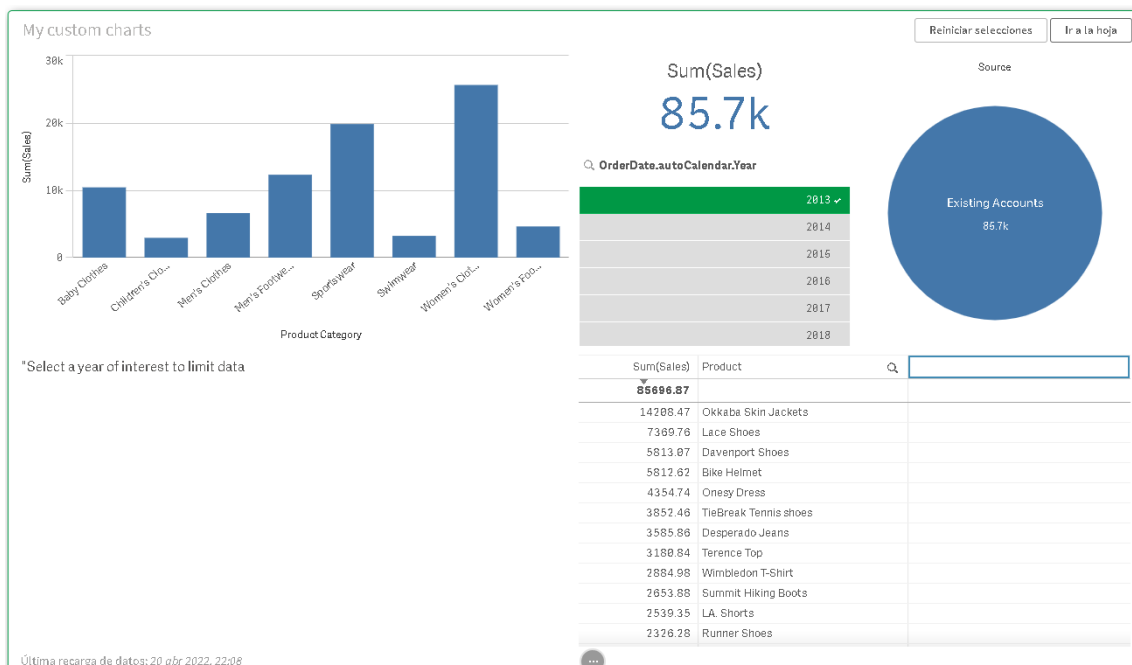 My custom charts
Reiniciar selecciones
Ir a la hoja
30k
20k
10k
0
Sum(Sales)
Baby Clothes
Children's Clo...
Men's Clothes
Men's Footwe...
Sportswear
Swimwear
Women's Clot...
Women's Foo...
Product Category
Sum(Sales)
85.7k
OrderDate.autoCalendar.Year
2013
2014
2015
2016
2017
2018
Source
Existing Accounts
85.7k
"Select a year of interest to limit data
Sum(Sales) Product
85696.87
14208.47 Okkaba Skin Jackets
7369.76 Lace Shoes
5813.07 Davenport Shoes
5812.62 Bike Helmet
4354.74 Onesy Dress
3852.46 TieBreak Tennis shoes
3585.86 Desperado Jeans
3180.84 Terence Top
2884.98 Wimbledon T-Shirt
2653.88 Summit Hiking Boots
2539.35 LA. Shorts
2326.28 Runner Shoes
Última recarga de datos: 20 abr 2022, 22:08